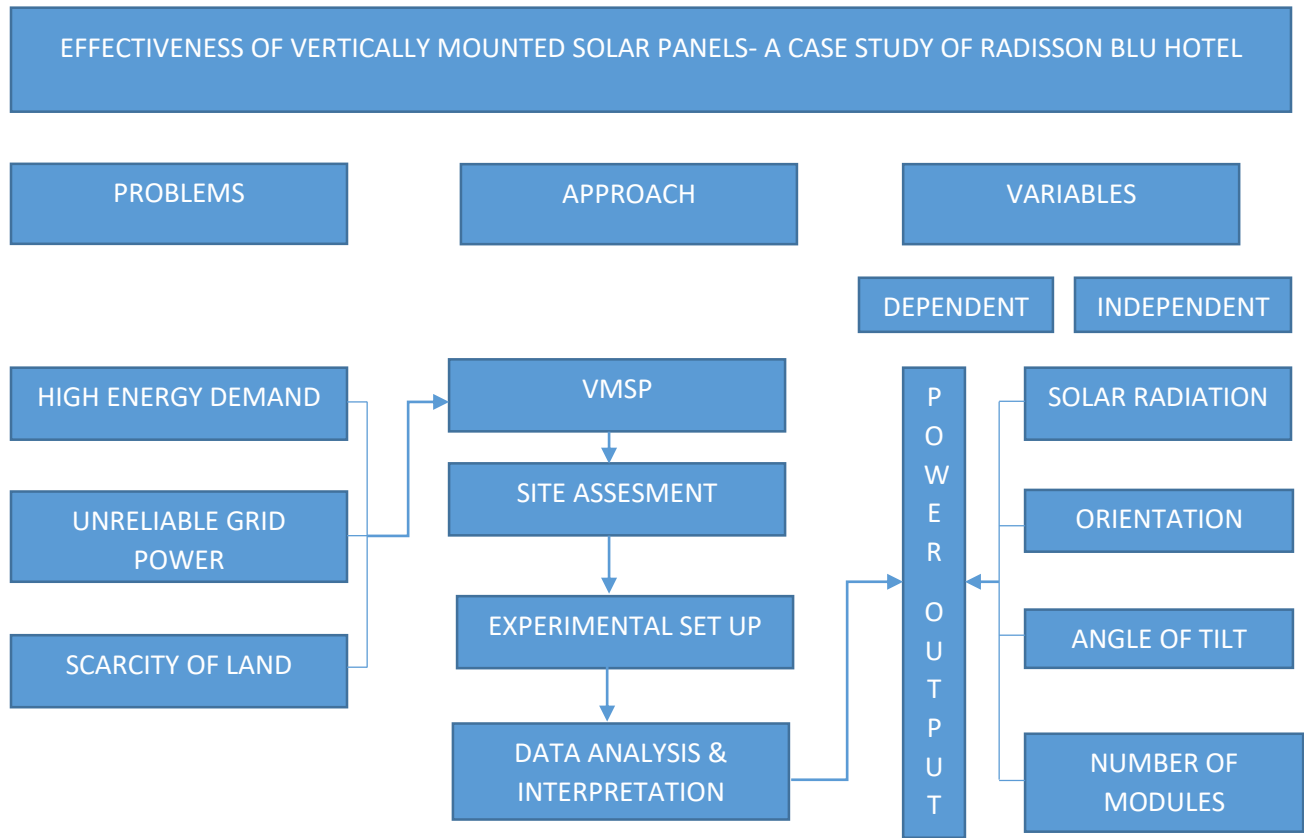 EFFECTIVENESS OF VERTICALLY MOUNTED SOLAR PANELS- A CASE STUDY OF RADISSON BLU HOTEL
PROBLEMS
APPROACH
VARIABLES
DEPENDENT
INDEPENDENT
HIGH ENERGY DEMAND
UNRELIABLE GRID
POWER
SCARCITY OF LAND
VMSP
SITE ASSESMENT
EXPERIMENTAL SET UP
DATA ANALYSIS &
INTERPRETATION
P
O
W
E
R
O
U
T
P
U
T
SOLAR RADIATION
ORIENTATION
ANGLE OF TILT
NUMBER OF
MODULES